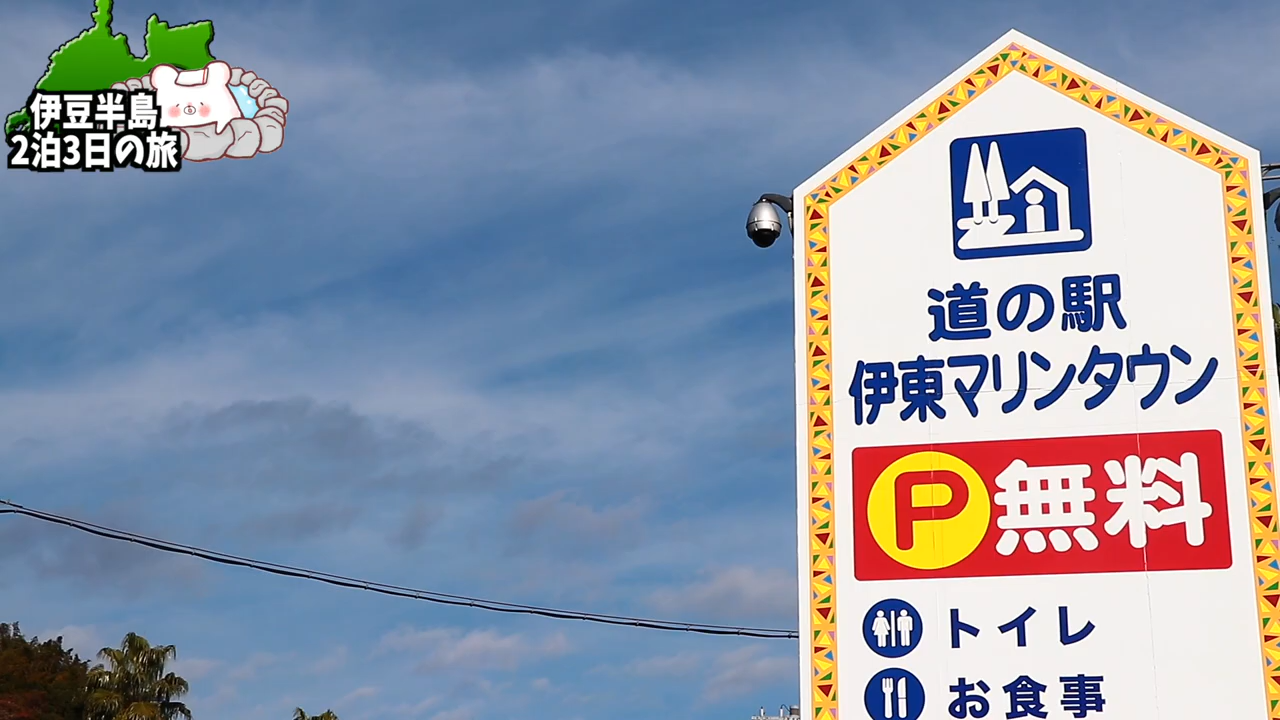 伊豆半島
2泊3日の旅
道の駅
伊東マリンタウン
P無料
トイレ
お食事